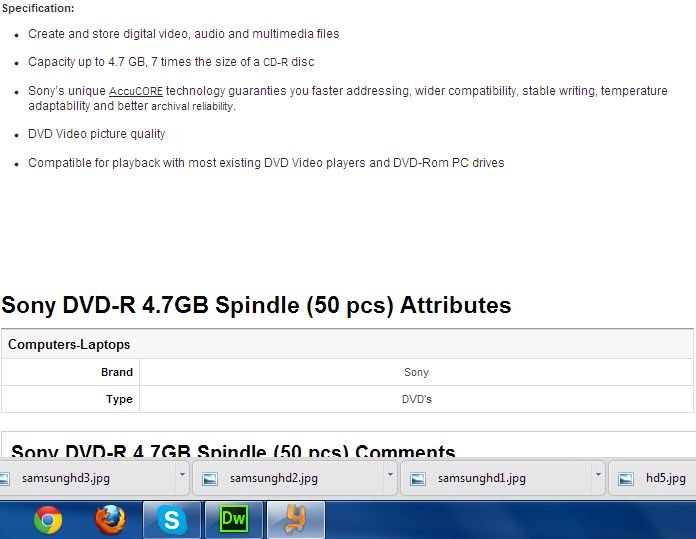 Specification:
Create and store digital video, audio and multimedia files
Capacity up to 4.7 GB, 7 times the size of a CD-R disc
Sony's unique AccuCORE technology guaranties you faster addressing, wider compatibility, stable writing, temperature
adaptability and better archival reliability.
DVD Video picture quality
Compatible for playback with most existing DVD Video players and DVD-Rom PC drives
Sony DVD-R 4.7GB Spindle (50 pcs) Attributes
Computers-Laptops
Brand Sony
Type DVD's
Sony DVD-R 4.7GB Spindle (50 pcs) Comments
samsunghd3.jpg samsunghd2.jpg samsunghd1.jpg hd5.jpg
S Dw